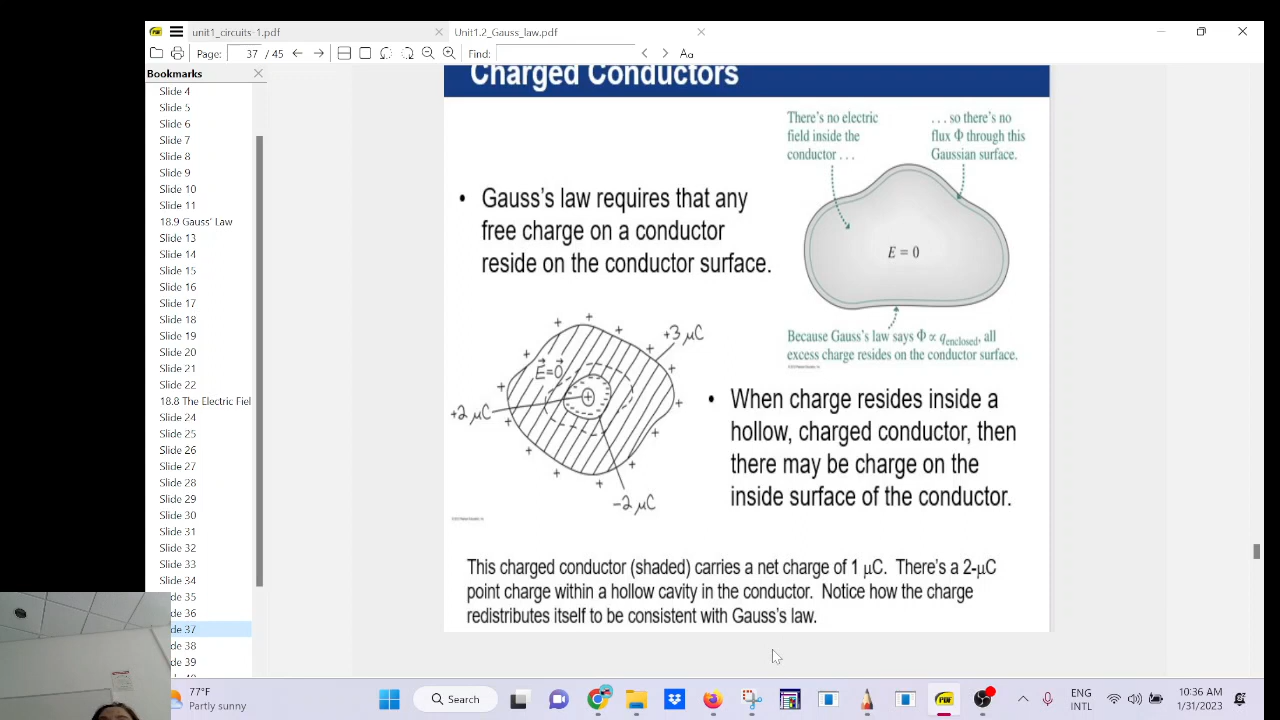 unit1_circuits-1.pdf
Unit1.2_Gauss_law.pdf
Page: 37 / 45
Find:
Aa
Bookmarks
Slide 4
Slide 5
Slide 6
Slide 7
Slide 8
Slide 9
Slide 10
Slide 11
18.9 Gauss' Law
Slide 13
Slide 14
Slide 15
Slide 16
Slide 17
Slide 18
Slide 19
Slide 20
Slide 21
Slide 22
18.8 The Electric Fiel
Slide 24
Slide 25
Slide 26
Slide 27
Slide 28
Slide 29
Slide 30
Slide 31
Slide 32
Slide 33
Slide 34
Slide 35
Slide 36
Slide 37
Slide 38
Slide 39
Charged Conductors
There's no electric
field inside the
conductor . . .
. . . so there's no
flux Φ through this
Gaussian surface.
• Gauss's law requires that any
free charge on a conductor
reside on the conductor surface.
E = 0
Because Gauss's law says Φ ∝ qenclosed, all
excess charge resides on the conductor surface.
+3 μC
E⃗=0⃗
+2 μC
-2 μC
• When charge resides inside a
hollow, charged conductor, then
there may be charge on the
inside surface of the conductor.
This charged conductor (shaded) carries a net charge of 1 μC. There's a 2-μC
point charge within a hollow cavity in the conductor. Notice how the charge
redistributes itself to be consistent with Gauss's law.
77°F
Partly sunny
Search
ENG
INTL
10:36 AM
1/31/2023